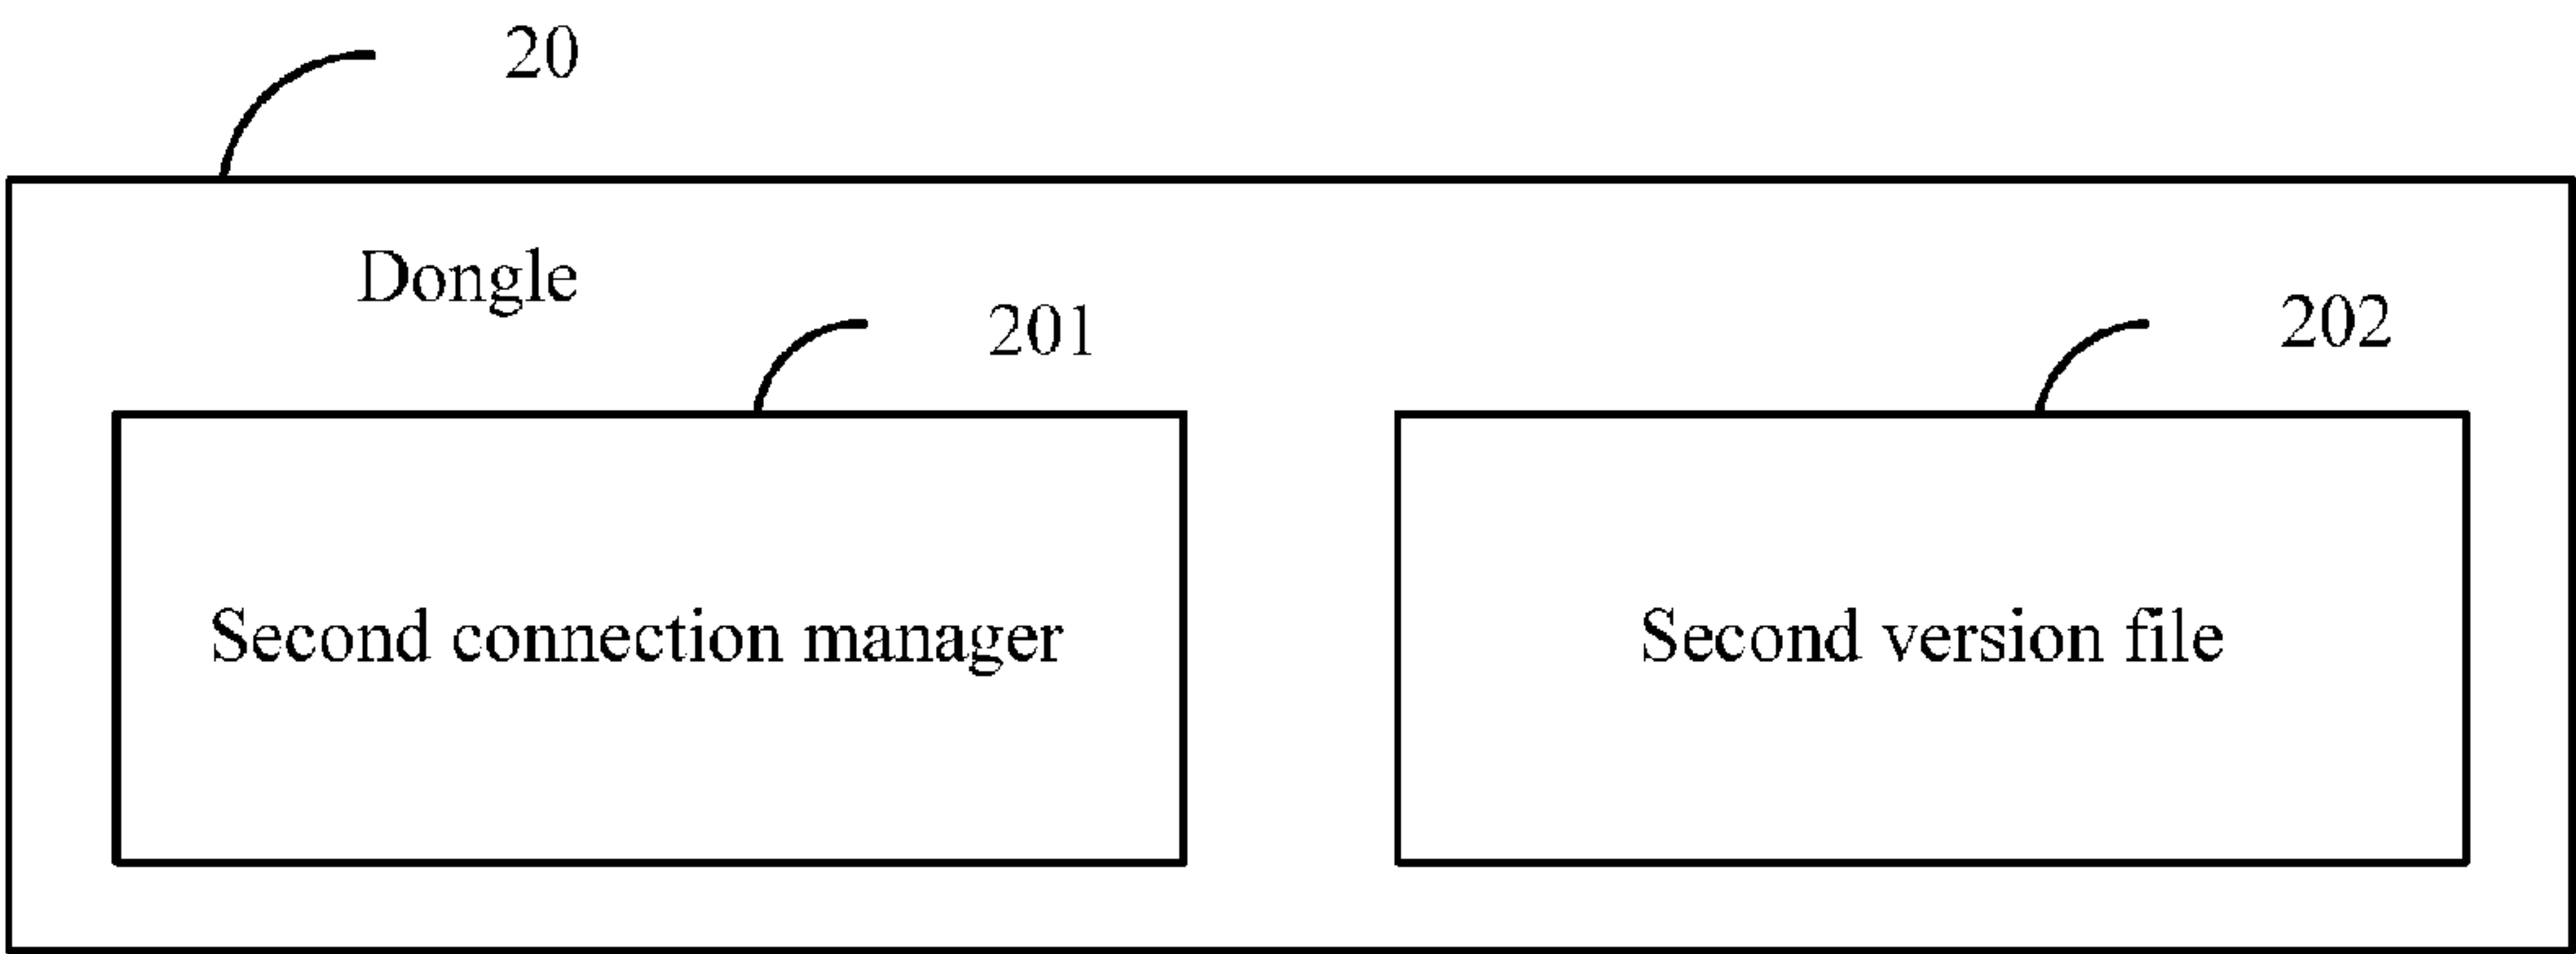 20
Dongle
201
202
Second connection manager
Second version file